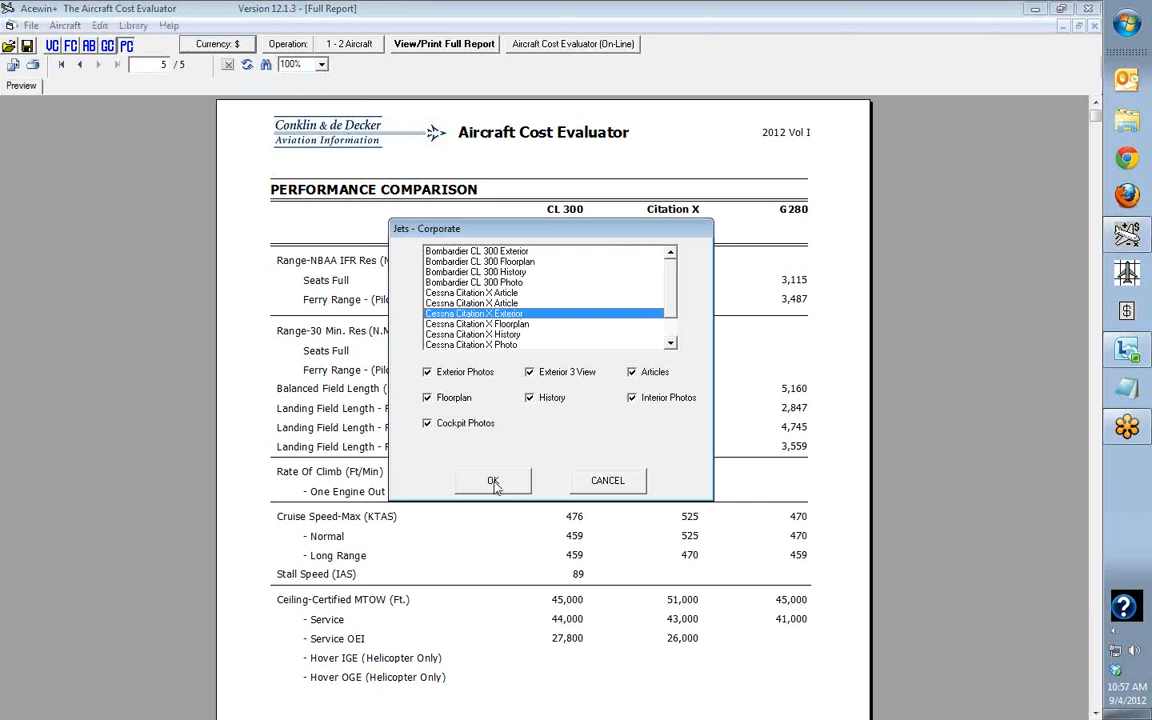 Acewin+ The Aircraft Cost Evaluator Version 12.1.3 - [Full Report]
File Aircraft Edit Library Help
VC FC AB GC PC Currency: $ Operation: 1 - 2 Aircraft View/Print Full Report Aircraft Cost Evaluator (On-Line)
5 / 5 100%
Preview
Conklin & de Decker
Aviation Information
Aircraft Cost Evaluator
2012 Vol I
PERFORMANCE COMPARISON
CL 300 Citation X G280
Range-NBAA IFR Res (N
Seats Full 3,115
Ferry Range - (Pil 3,487
Range-30 Min. Res (N.M
Seats Full
Ferry Range - (Pil
Balanced Field Length ( 5,160
Landing Field Length - F 2,847
Landing Field Length - F 4,745
Landing Field Length - F 3,559
Rate Of Climb (Ft/Min)
- One Engine Out
Cruise Speed-Max (KTAS) 476 525 470
- Normal 459 525 470
- Long Range 459 470 459
Stall Speed (IAS) 89
Ceiling-Certified MTOW (Ft.) 45,000 51,000 45,000
- Service 44,000 43,000 41,000
- Service OEI 27,800 26,000
- Hover IGE (Helicopter Only)
- Hover OGE (Helicopter Only)
Jets - Corporate
Bombardier CL 300 Exterior
Bombardier CL 300 Floorplan
Bombardier CL 300 History
Bombardier CL 300 Photo
Cessna Citation X Article
Cessna Citation X Article
Cessna Citation X Exterior
Cessna Citation X Floorplan
Cessna Citation X History
Cessna Citation X Photo
Exterior Photos Exterior 3 View Articles
Floorplan History Interior Photos
Cockpit Photos
OK CANCEL
10:57 AM
9/4/2012